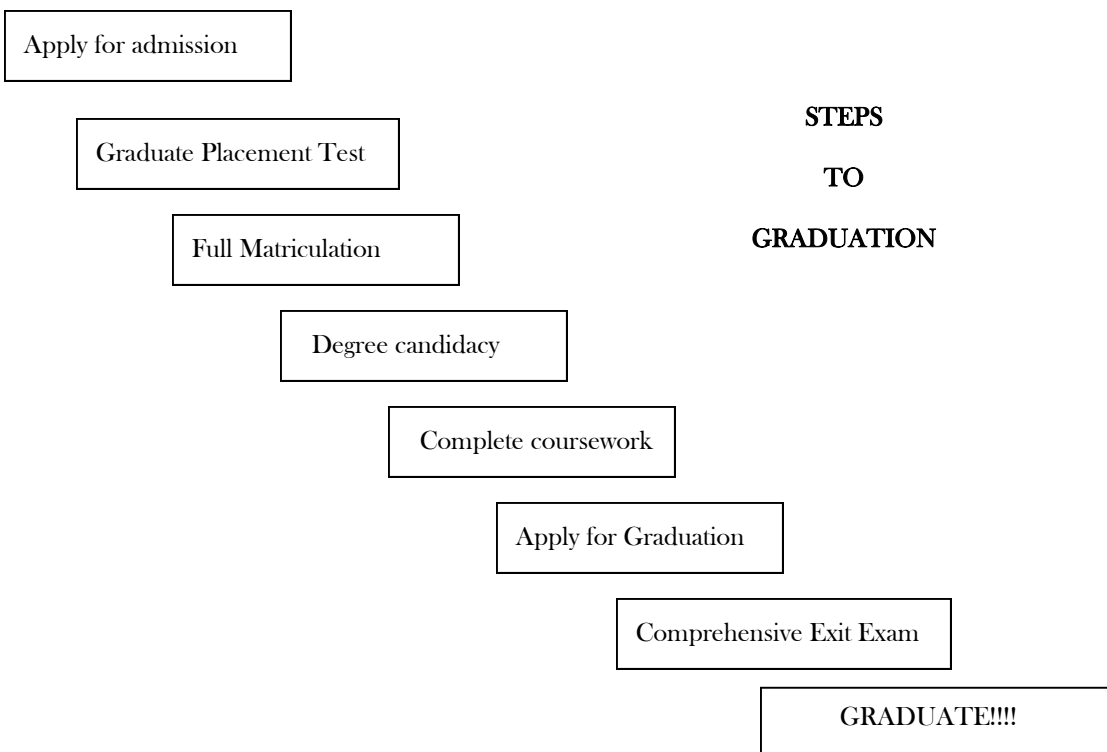 Apply for admission
STEPS
Graduate Placement Test
TO
GRADUATION
Full Matriculation
Degree candidacy
Complete coursework
Apply for Graduation
Comprehensive Exit Exam
GRADUATE!!!!